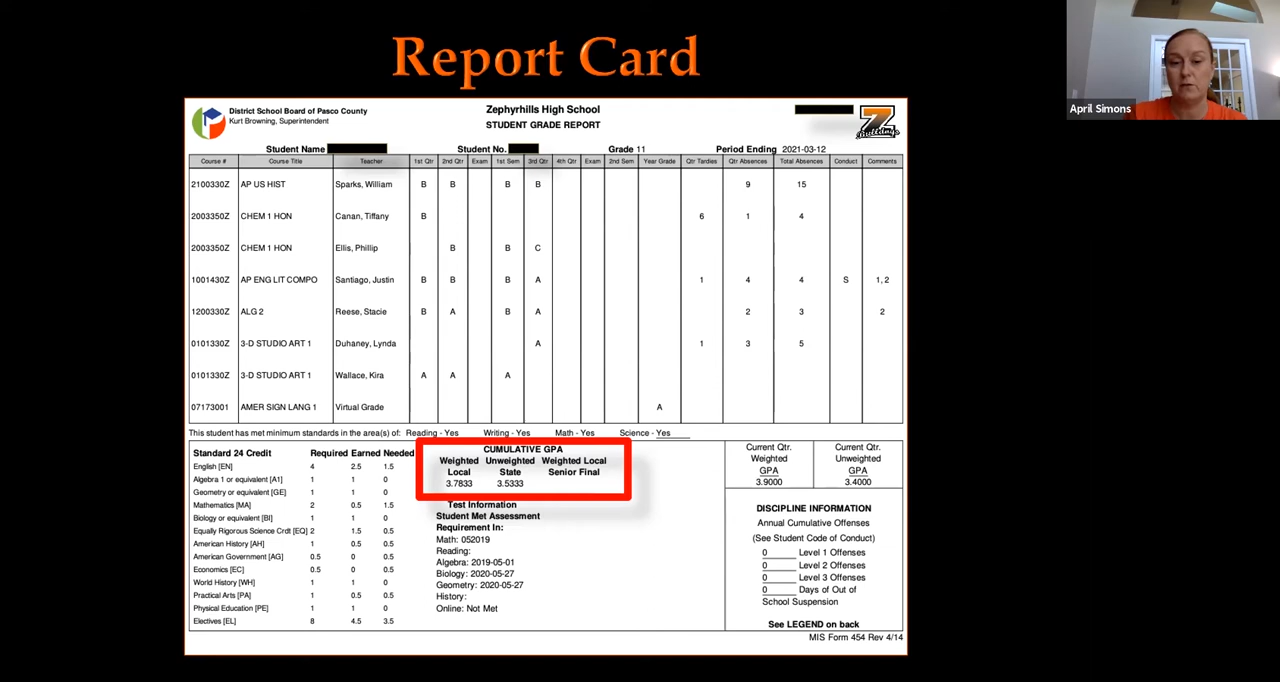 Report Card
April Simons
District School Board of Pasco County
Kurt Browning, Superintendent
Zephyrhills High School
STUDENT GRADE REPORT
Z
Bulldogs
Student Name Student No. Grade 11 Period Ending 2021-03-12
Course # Course Title Teacher 1st Qtr 2nd Qtr Exam 1st Sem 3rd Qtr 4th Qtr Exam 2nd Sem Year Grade Qtr Tardies Qtr Absences Total Absences Conduct Comments
2100330Z AP US HIST Sparks, William B B B B 9 15
2003350Z CHEM 1 HON Canan, Tiffany B 6 1 4
2003350Z CHEM 1 HON Ellis, Phillip B B C
1001430Z AP ENG LIT COMPO Santiago, Justin B B B A 1 4 4 S 1, 2
1200330Z ALG 2 Reese, Stacie B A B A 2 3 2
0101330Z 3-D STUDIO ART 1 Duhaney, Lynda A 1 3 5
0101330Z 3-D STUDIO ART 1 Wallace, Kira A A A
07173001 AMER SIGN LANG 1 Virtual Grade A
This student has met minimum standards in the area(s) of: Reading - Yes Writing - Yes Math - Yes Science - Yes
Standard 24 Credit Required Earned Needed
English [EN] 4 2.5 1.5
Algebra 1 or equivalent [A1] 1 1 0
Geometry or equivalent [GE] 1 1 0
Mathematics [MA] 2 0.5 1.5
Biology or equivalent [BI] 1 1 0
Equally Rigorous Science Crdt [EQ] 2 1.5 0.5
American History [AH] 1 0.5 0.5
American Government [AG] 0.5 0 0.5
Economics [EC] 0.5 0 0.5
World History [WH] 1 1 0
Practical Arts [PA] 1 0.5 0.5
Physical Education [PE] 1 1 0
Electives [EL] 8 4.5 3.5
CUMULATIVE GPA
Weighted Unweighted Weighted Local
Local State Senior Final
3.7833 3.5333
Test Information
Student Met Assessment
Requirement In:
Math: 052019
Reading:
Algebra: 2019-05-01
Biology: 2020-05-27
Geometry: 2020-05-27
History:
Online: Not Met
Current Qtr. Current Qtr.
Weighted Unweighted
GPA GPA
3.9000 3.4000
DISCIPLINE INFORMATION
Annual Cumulative Offenses
(See Student Code of Conduct)
0 Level 1 Offenses
0 Level 2 Offenses
0 Level 3 Offenses
0 Days of Out of
School Suspension
See LEGEND on back
MIS Form 454 Rev 4/14